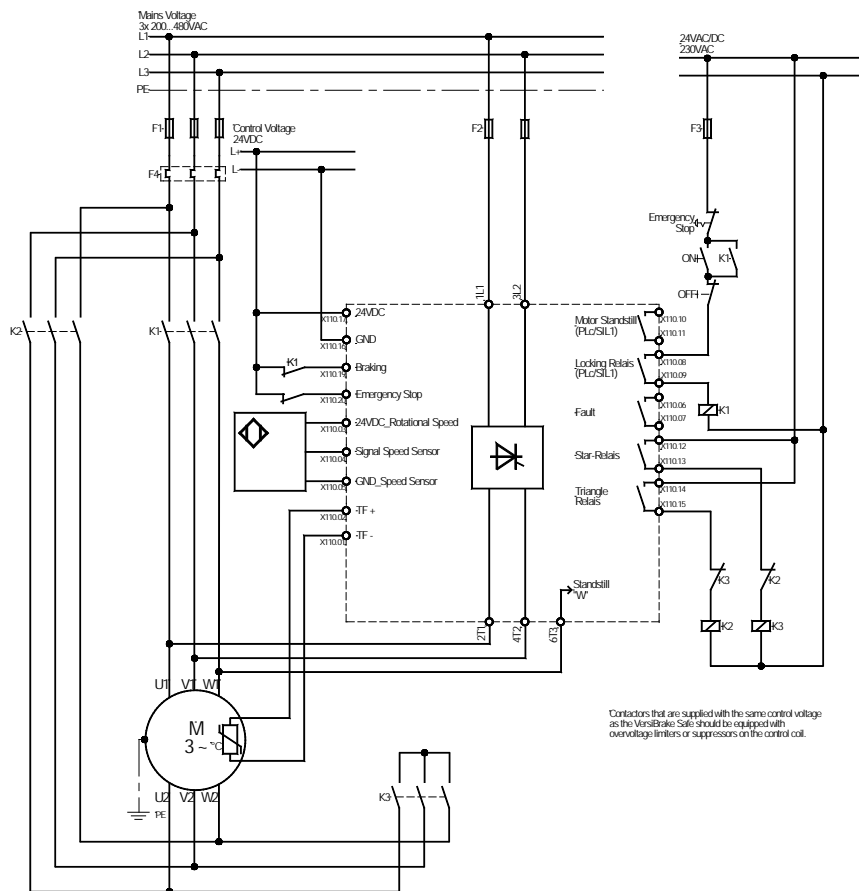 *Mains Voltage
3x 200...480VAC
L1
L2
L3
PE
24VAC/DC
230VAC
F1
*Control Voltage
24VDC
F2
F3
L+
F4
L-
Emergency
Stop
ON
K1
OFF
1L1
3L2
K2
K1
24VDC
X110.17
GND
X110.18
K1
Braking
X110.19
Emergency Stop
X110.20
24VDC_Rotational Speed
X110.03
Signal Speed Sensor
X110.04
GND_Speed Sensor
X110.05
TF +
X110.02
TF -
X110.01
Motor Standstill
(PLc/SIL1)
X110.10
X110.11
Locking Relais
(PLc/SIL1)
X110.08
X110.09
K1
Fault
X110.06
X110.07
Star-Relais
X110.12
X110.13
Triangle
Relais
X110.14
X110.15
K3
K2
Standstill
"W"
K2
K3
2T1
4T2
6T3
U1
V1
W1
M
3 ~
°C
U2
V2
W2
*PE
K3
*Contactors that are supplied with the same control voltage
as the VersiBrake Safe should be equipped with
overvoltage limiters or suppressors on the control coil.